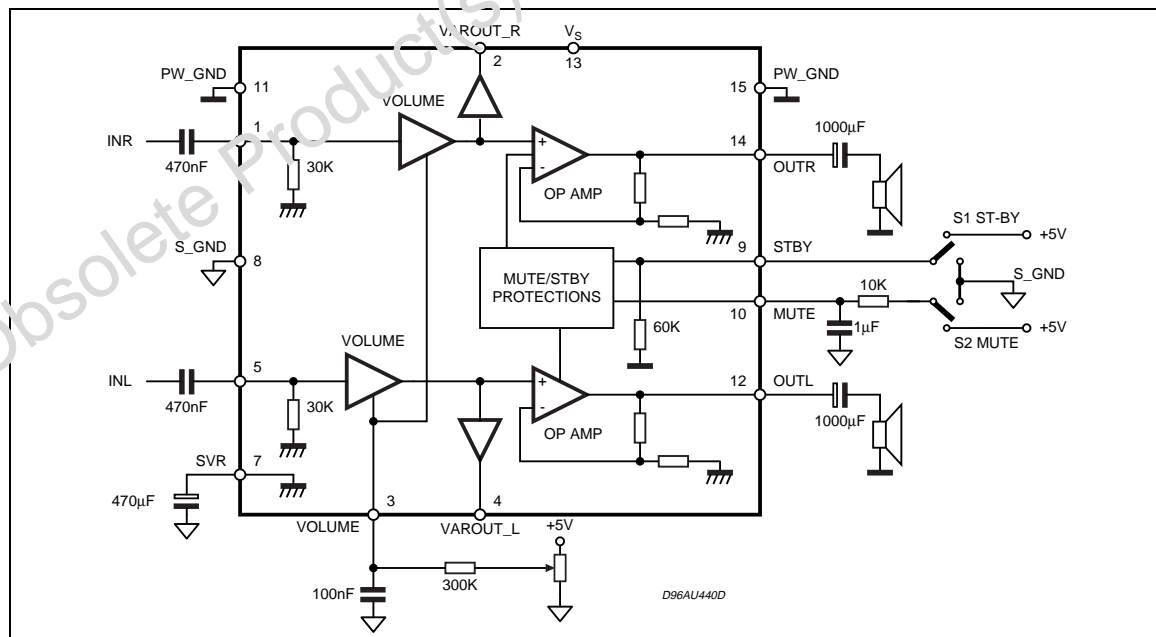 Obsolete Product(s)
VAROUT_R
VS
2
13
PW_GND
11
VOLUME
15
PW_GND
INR
470nF
1
30K
+
-
OP AMP
14
OUTR
1000µF
S_GND
8
MUTE/STBY
PROTECTIONS
9
STBY
S1 ST-BY
+5V
S_GND
10K
10
MUTE
60K
1µF
+5V
S2 MUTE
VOLUME
INL
470nF
5
30K
+
-
OP AMP
12
OUTL
1000µF
SVR
7
470µF
3
4
VOLUME
VAROUT_L
+5V
300K
100nF
D96AU440D